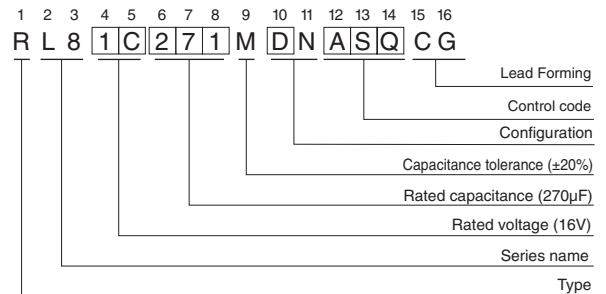 1 2 3 4 5 6 7 8 9 10 11 12 13 14 15 16
R L 8 1 C 2 7 1 M D N A S Q C G
Lead Forming
Control code
Configuration
Capacitance tolerance (±20%)
Rated capacitance (270µF)
Rated voltage (16V)
Series name
Type